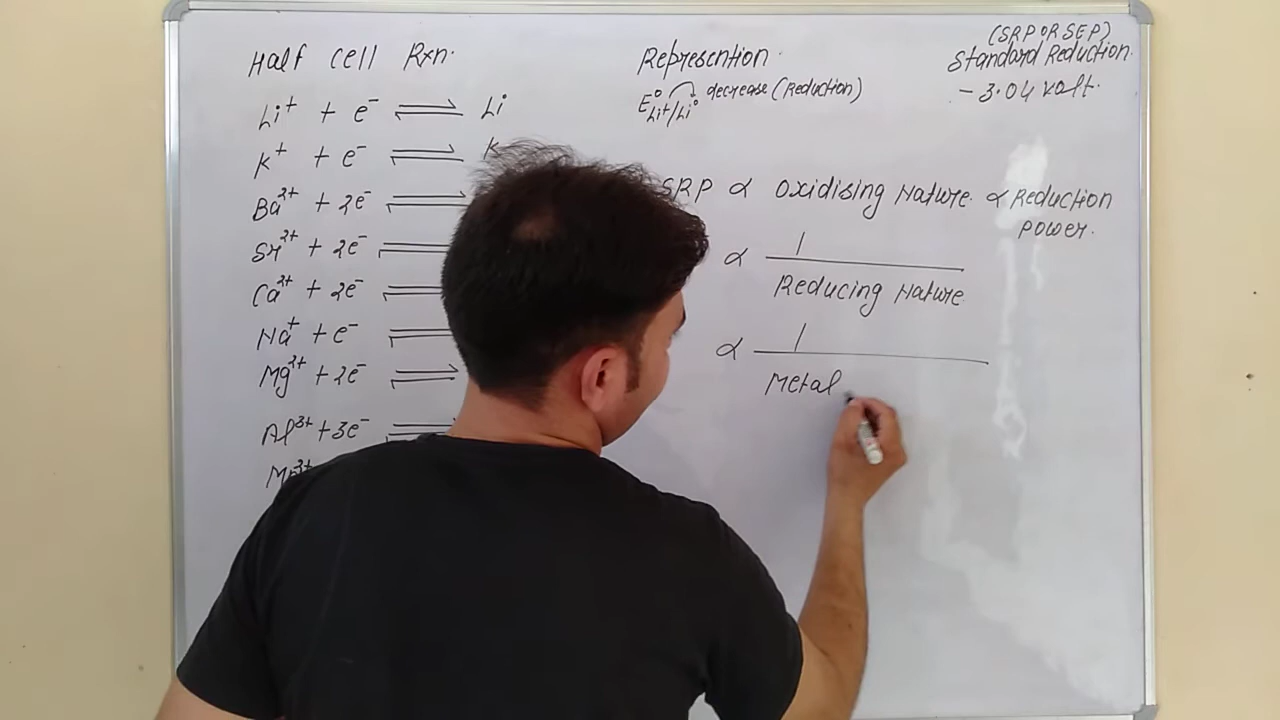 Half cell Rxn.
Represention
(SRP OR SEP)
Standard Reduction
Li⁺ + e⁻ ⇌ Li
E°Li⁺/Li° decrease (Reduction)
-3.04 volt.
K⁺ + e⁻ ⇌ K
Ba²⁺ + 2e⁻ ⇌
SRP ∝ Oxidising Nature ∝ Reduction
Power.
Sr²⁺ + 2e⁻ ⇌
∝ 1
Reducing Nature
Ca²⁺ + 2e⁻ ⇌
Na⁺ + e⁻ ⇌
∝ 1
Metal
Mg²⁺ + 2e⁻ ⇌
Al³⁺ + 3e⁻ ⇌